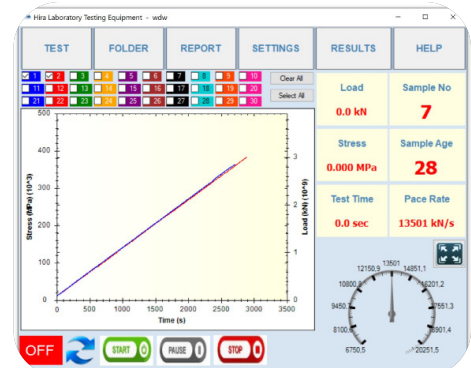 Hira Laboratory Testing Equipment - wdw
TEST FOLDER REPORT SETTINGS RESULTS HELP
1 2 3 4 5 6 7 8 9 10 Clear All
11 12 13 14 15 16 17 18 19 20 Select All
21 22 23 24 25 26 27 28 29 30
Load Sample No
0.0 kN 7
Stress Sample Age
0.000 MPa 28
Test Time Pace Rate
0.0 sec 13501 kN/s
Stress (MPa) (10^3)
500
400
300
200
100
0
0 500 1000 1500 2000 2500 3000 3500
Time (s)
3
2
1
0
Load (kN) (10^9)
13501
12150,9 14851,1
10800,8 16201,2
9450, 7551,3
8100, 8901,4
6750,5 20251,5
OFF START PAUSE STOP